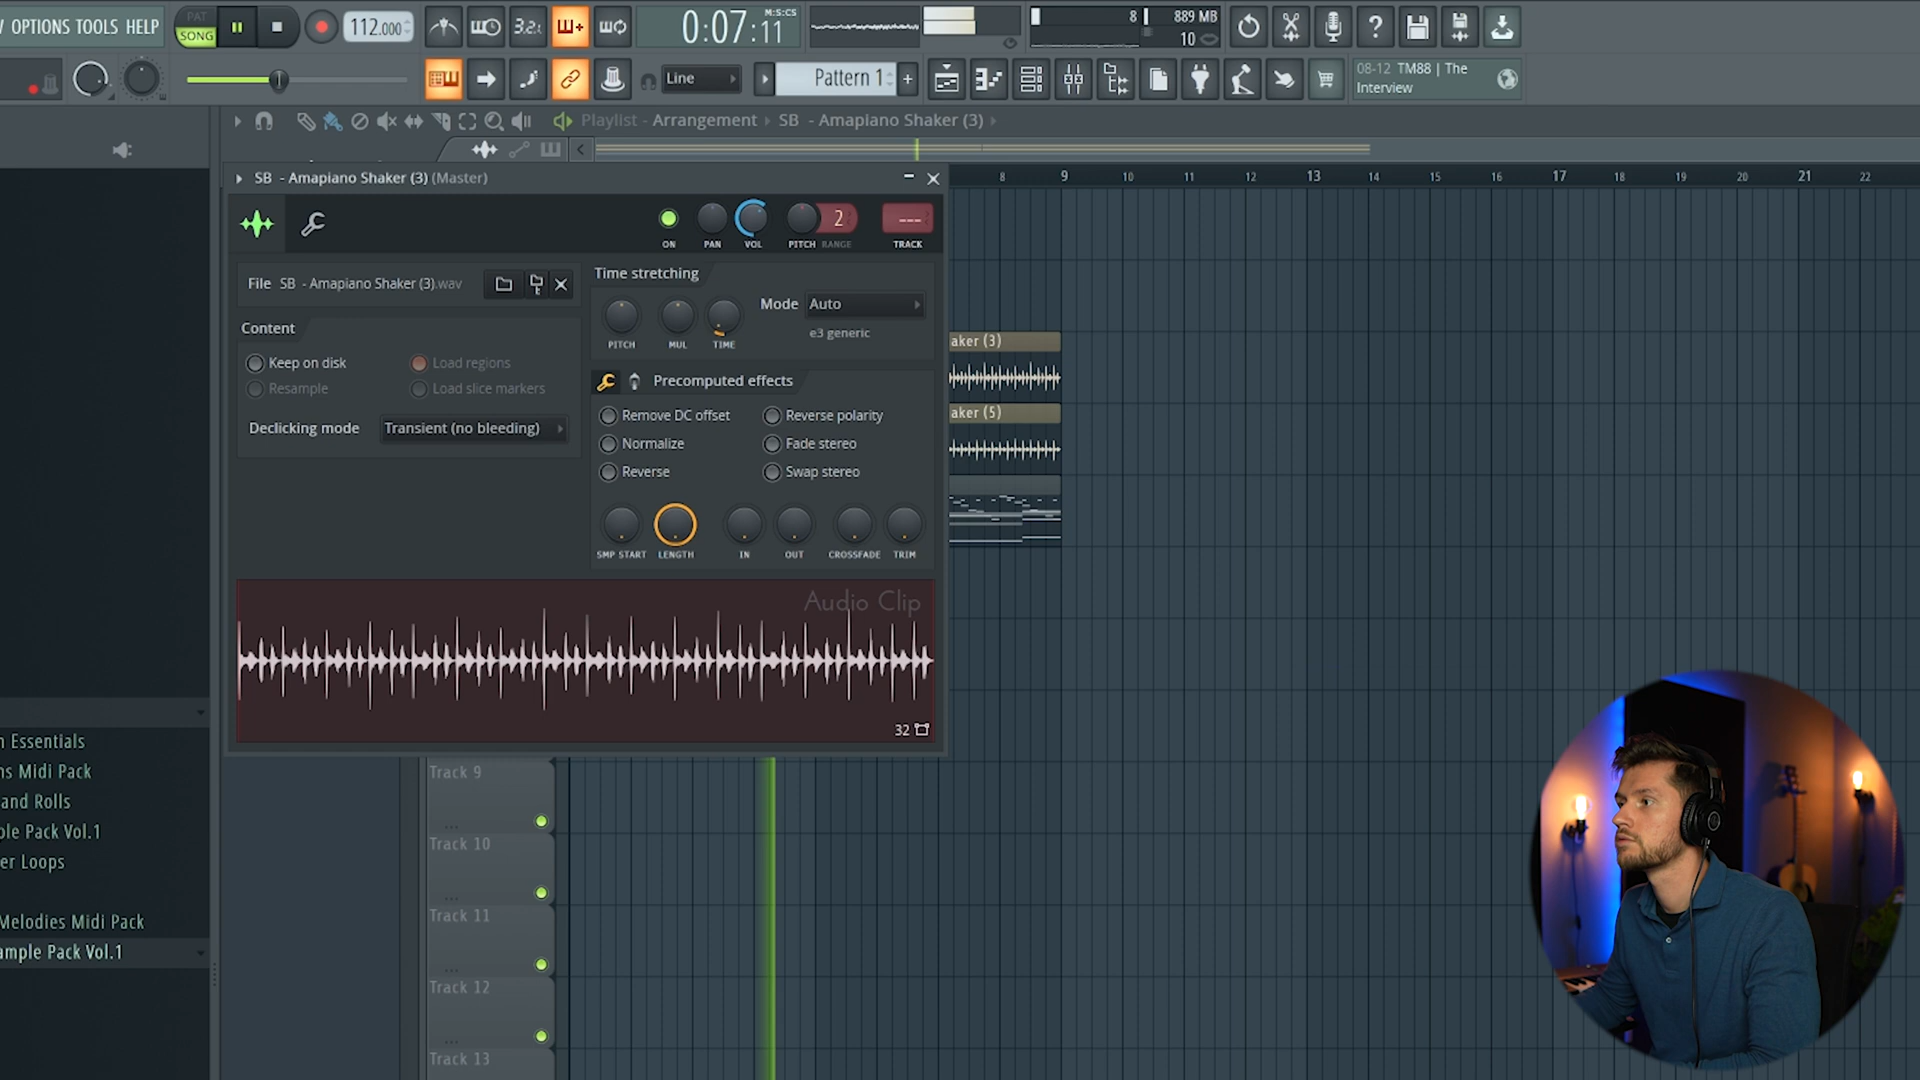 OPTIONS TOOLS HELP
PAT
SONG
112.000
3.2
0:07:11
M:S:CS
8
889 MB
10
Line
Pattern 1
08-12 TM88 | The
Interview
Playlist - Arrangement › SB - Amapiano Shaker (3)
SB - Amapiano Shaker (3) (Master)
8 9 10 11 12 13 14 15 16 17 18 19 20 21 22
2
---
ON PAN VOL PITCH RANGE TRACK
File SB - Amapiano Shaker (3).wav
Time stretching
Mode Auto
e3 generic
PITCH MUL TIME
Content
Keep on disk
Load regions
Resample
Load slice markers
Declicking mode Transient (no bleeding)
Precomputed effects
Remove DC offset
Reverse polarity
Normalize
Fade stereo
Reverse
Swap stereo
SMP START LENGTH IN OUT CROSSFADE TRIM
aker (3)
aker (5)
Audio Clip
32
n Essentials
ns Midi Pack
and Rolls
ple Pack Vol.1
er Loops
Melodies Midi Pack
ample Pack Vol.1
Track 9
Track 10
Track 11
Track 12
Track 13